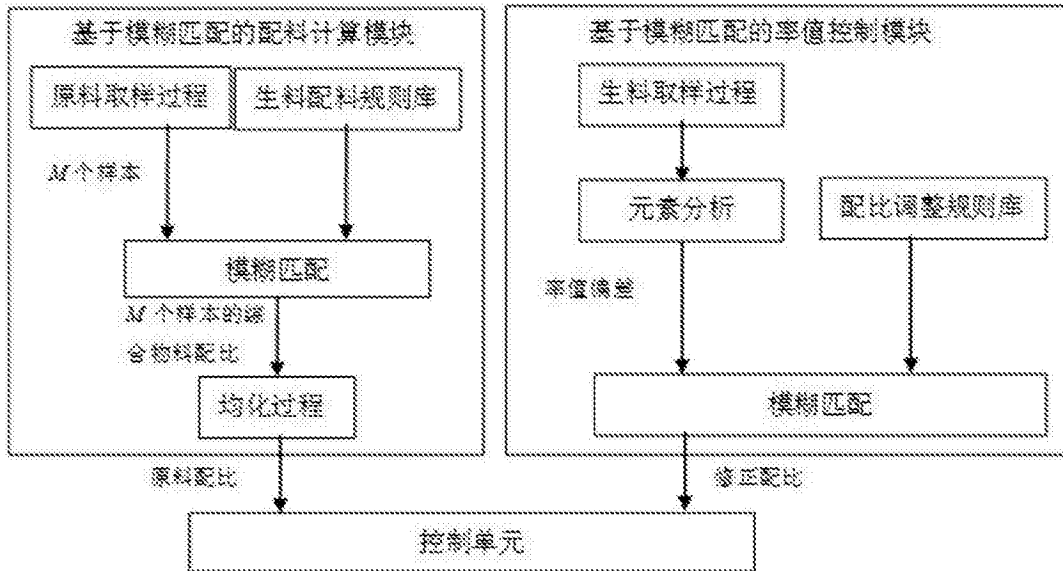 基于模糊匹配的配料计算模块
原料取样过程
生料配料规则库
M个样本
模糊匹配
M个样本的综
合物料配比
均化过程
原料配比
基于模糊匹配的率值控制模块
生料取样过程
元素分析
配比调整规则库
率值偏差
模糊匹配
修正配比
控制单元